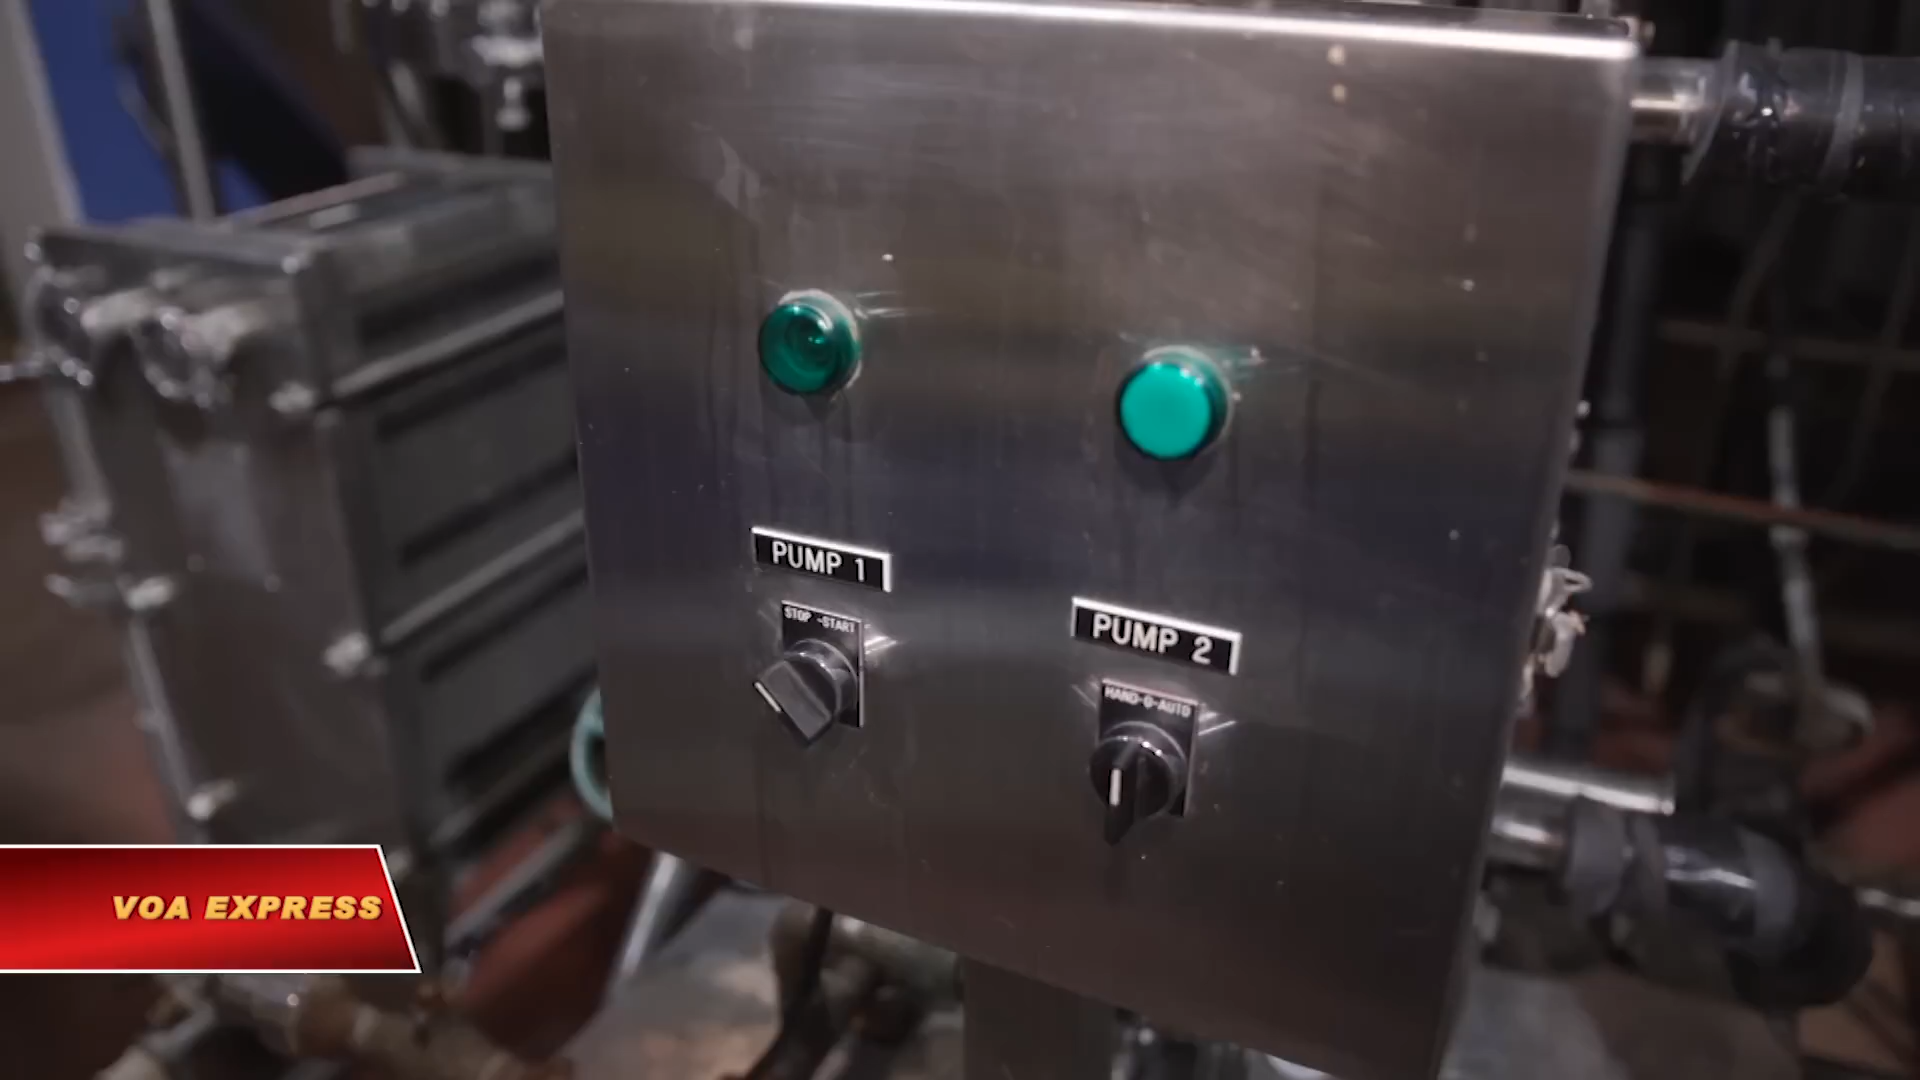 PUMP 1
STOP -START
PUMP 2
HAND-O-AUTO
VOA EXPRESS